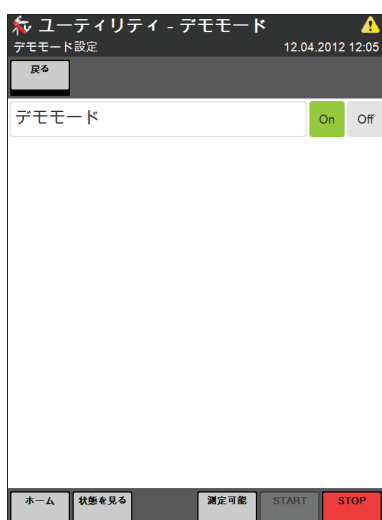 ユーティリティ - デモモード
デモモード設定 12.04.2012 12:05
戻る
デモモード On Off
ホーム 状態を見る 測定可能 START STOP